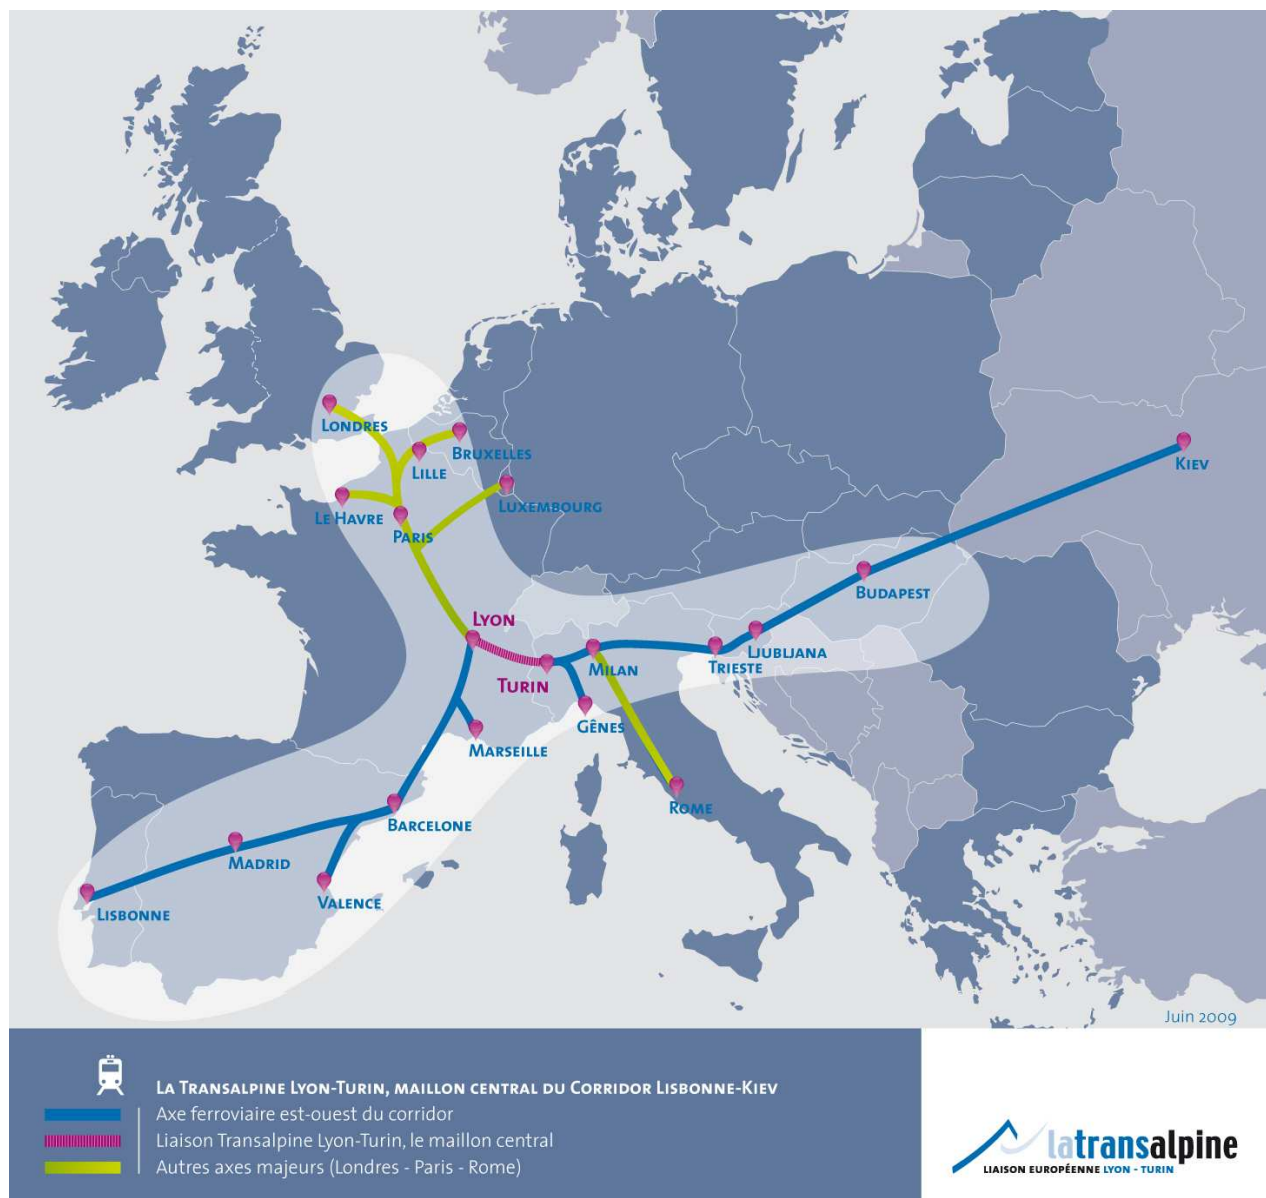 Londres
Bruxelles
Lille
Kiev
Luxembourg
Le Havre
Paris
Budapest
Lyon
Ljubljana
Milan
Trieste
Turin
Gênes
Marseille
Rome
Barcelone
Madrid
Valence
Lisbonne
Juin 2009
La Transalpine Lyon-Turin, maillon central du Corridor Lisbonne-Kiev
Axe ferroviaire est-ouest du corridor
Liaison Transalpine Lyon-Turin, le maillon central
Autres axes majeurs (Londres - Paris - Rome)
latransalpine
LIAISON EUROPÉENNE LYON - TURIN